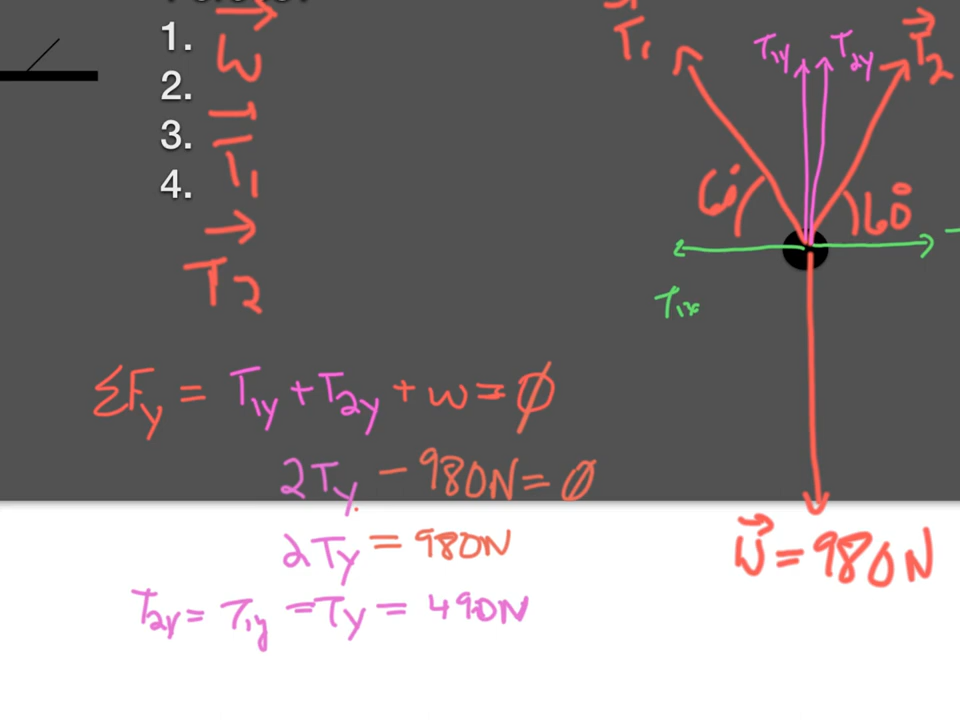 1.
W
2.
3.
T1
4.
T2
T1
T1y
T2y
T2
60°
60°
T1x
ΣFy = T1y + T2y + w = ∅
2Ty - 980N = ∅
2Ty = 980N
T2y = T1y = Ty = 490N
W = 980N